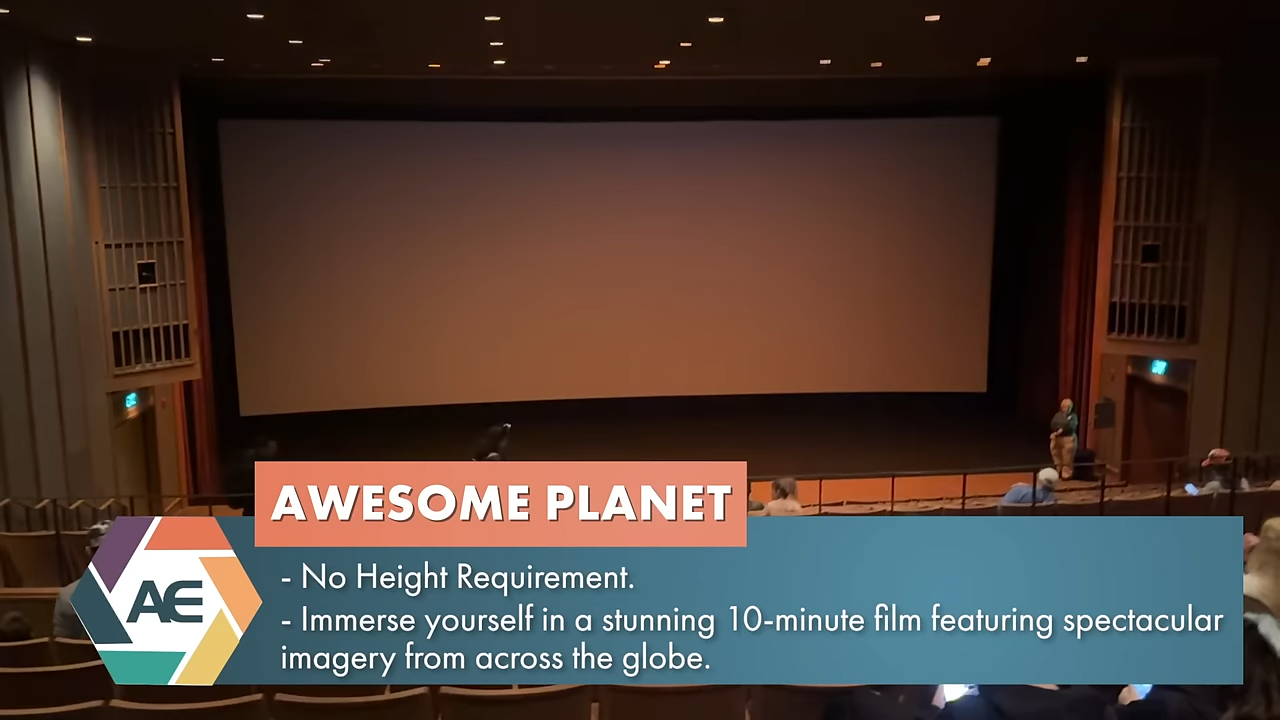 AWESOME PLANET
- No Height Requirement.
- Immerse yourself in a stunning 10-minute film featuring spectacular
imagery from across the globe.
AE